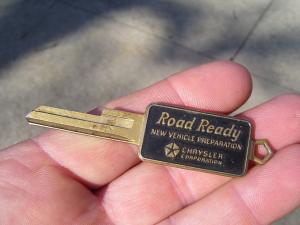 Road Ready
NEW VEHICLE PREPARATION
CHRYSLER
CORPORATION